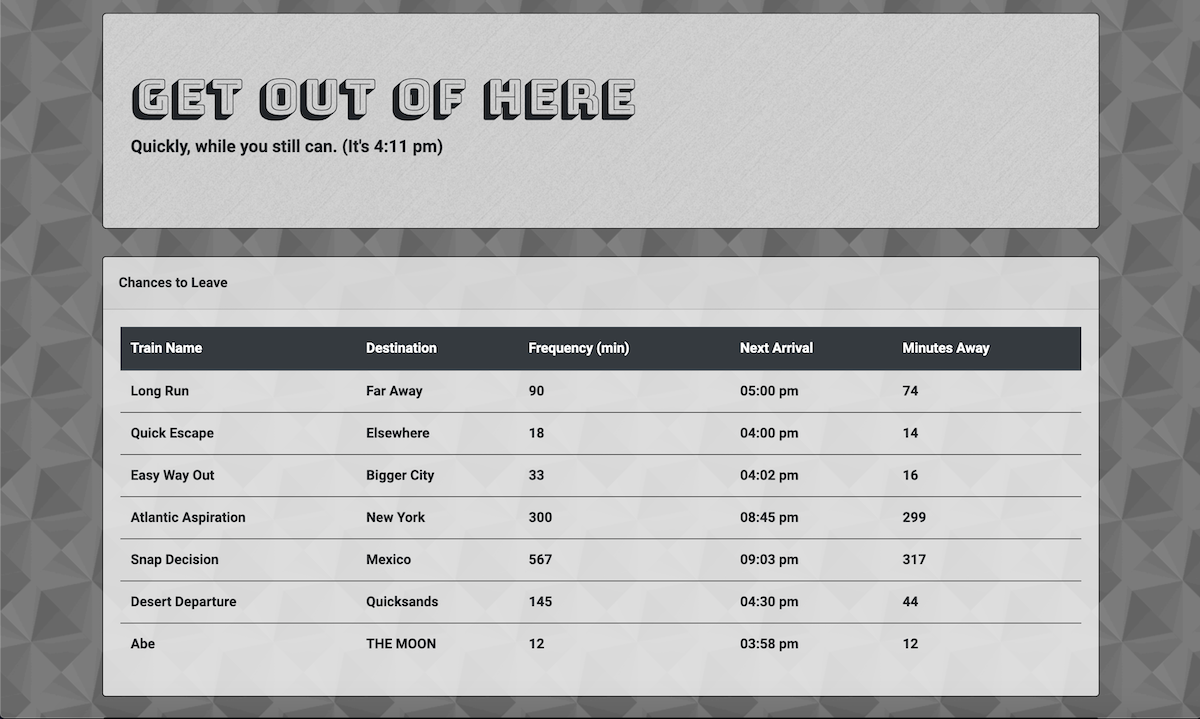 GET OUT OF HERE
Quickly, while you still can. (It's 4:11 pm)
Chances to Leave
Train Name Destination Frequency (min) Next Arrival Minutes Away
Long Run Far Away 90 05:00 pm 74
Quick Escape Elsewhere 18 04:00 pm 14
Easy Way Out Bigger City 33 04:02 pm 16
Atlantic Aspiration New York 300 08:45 pm 299
Snap Decision Mexico 567 09:03 pm 317
Desert Departure Quicksands 145 04:30 pm 44
Abe THE MOON 12 03:58 pm 12